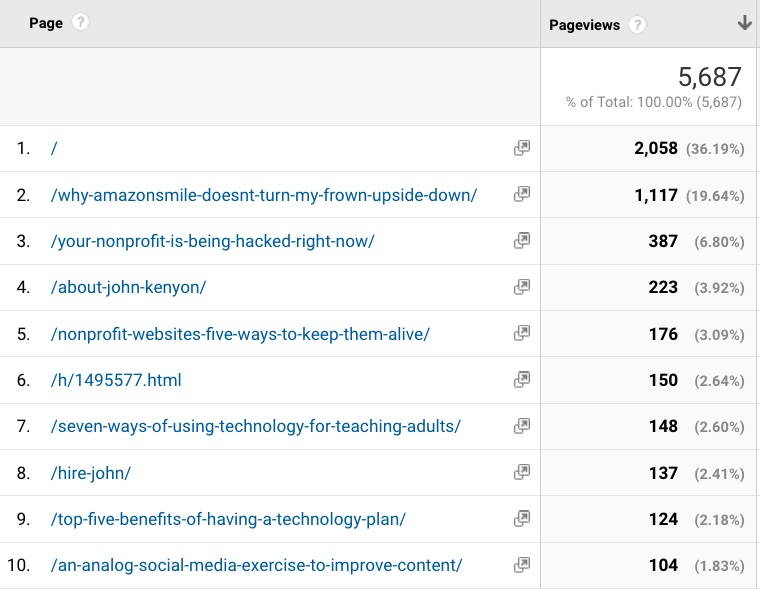 Page ? Pageviews ?
5,687
% of Total: 100.00% (5,687)
1. / 2,058 (36.19%)
2. /why-amazonsmile-doesnt-turn-my-frown-upside-down/ 1,117 (19.64%)
3. /your-nonprofit-is-being-hacked-right-now/ 387 (6.80%)
4. /about-john-kenyon/ 223 (3.92%)
5. /nonprofit-websites-five-ways-to-keep-them-alive/ 176 (3.09%)
6. /h/1495577.html 150 (2.64%)
7. /seven-ways-of-using-technology-for-teaching-adults/ 148 (2.60%)
8. /hire-john/ 137 (2.41%)
9. /top-five-benefits-of-having-a-technology-plan/ 124 (2.18%)
10. /an-analog-social-media-exercise-to-improve-content/ 104 (1.83%)